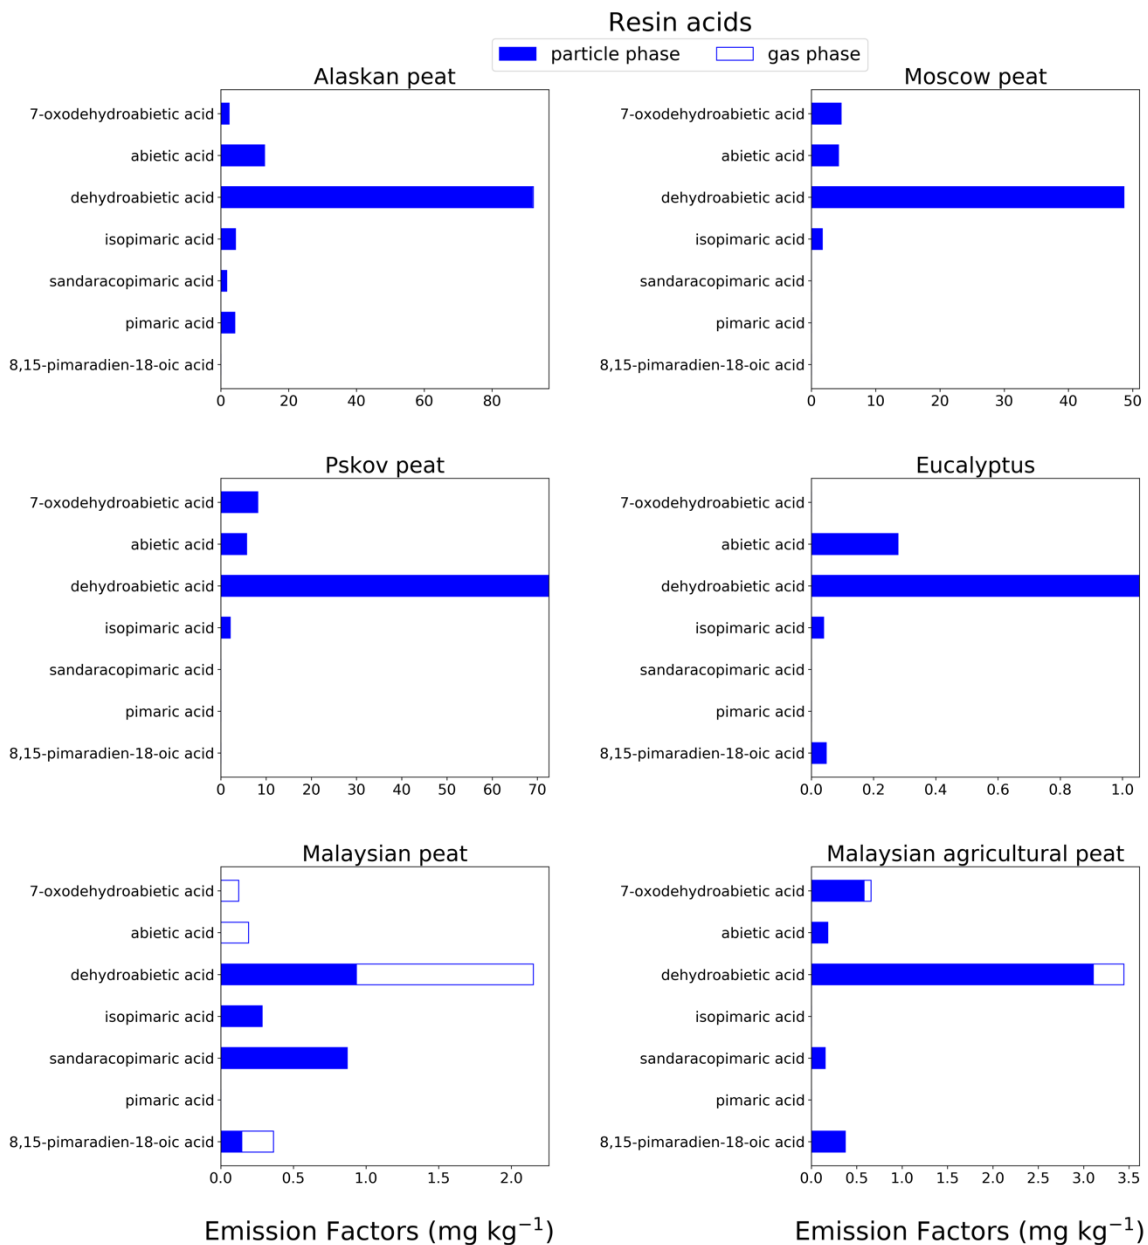 Resin acids
particle phase gas phase
Alaskan peat
7-oxodehydroabietic acid
abietic acid
dehydroabietic acid
isopimaric acid
sandaracopimaric acid
pimaric acid
8,15-pimaradien-18-oic acid
0 20 40 60 80
Moscow peat
7-oxodehydroabietic acid
abietic acid
dehydroabietic acid
isopimaric acid
sandaracopimaric acid
pimaric acid
8,15-pimaradien-18-oic acid
0 10 20 30 40 50
Pskov peat
7-oxodehydroabietic acid
abietic acid
dehydroabietic acid
isopimaric acid
sandaracopimaric acid
pimaric acid
8,15-pimaradien-18-oic acid
0 10 20 30 40 50 60 70
Eucalyptus
7-oxodehydroabietic acid
abietic acid
dehydroabietic acid
isopimaric acid
sandaracopimaric acid
pimaric acid
8,15-pimaradien-18-oic acid
0.0 0.2 0.4 0.6 0.8 1.0
Malaysian peat
7-oxodehydroabietic acid
abietic acid
dehydroabietic acid
isopimaric acid
sandaracopimaric acid
pimaric acid
8,15-pimaradien-18-oic acid
0.0 0.5 1.0 1.5 2.0
Emission Factors (mg kg⁻¹)
Malaysian agricultural peat
7-oxodehydroabietic acid
abietic acid
dehydroabietic acid
isopimaric acid
sandaracopimaric acid
pimaric acid
8,15-pimaradien-18-oic acid
0.0 0.5 1.0 1.5 2.0 2.5 3.0 3.5
Emission Factors (mg kg⁻¹)